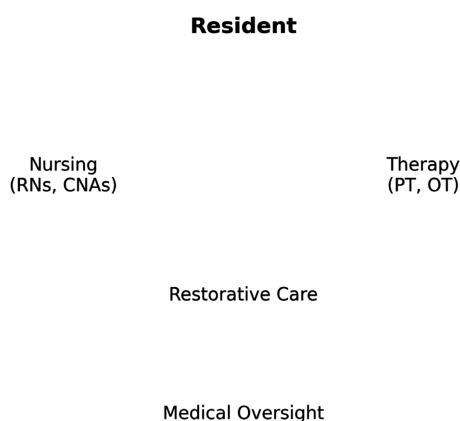 Resident
Nursing
(RNs, CNAs)
Therapy
(PT, OT)
Restorative Care
Medical Oversight